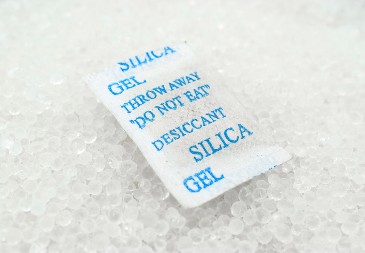 SILICA
GEL
THROW AWAY
"DO NOT EAT"
DESICCANT
SILICA
GEL